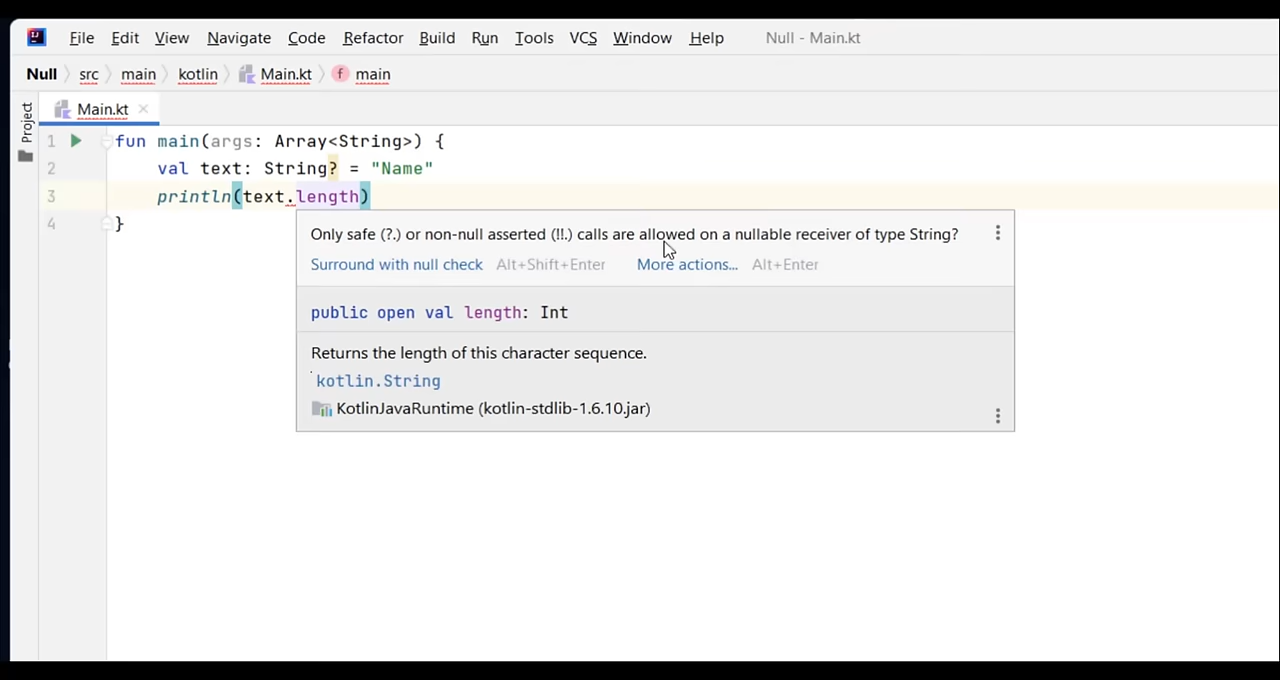 File Edit View Navigate Code Refactor Build Run Tools VCS Window Help Null - Main.kt
Null src main kotlin Main.kt f main
Project
Main.kt
1 fun main(args: Array<String>) {
2 val text: String? = "Name"
3 println(text.length)
4 }
Only safe (?.) or non-null asserted (!!.) calls are allowed on a nullable receiver of type String?
Surround with null check Alt+Shift+Enter More actions... Alt+Enter
public open val length: Int
Returns the length of this character sequence.
kotlin.String
KotlinJavaRuntime (kotlin-stdlib-1.6.10.jar)